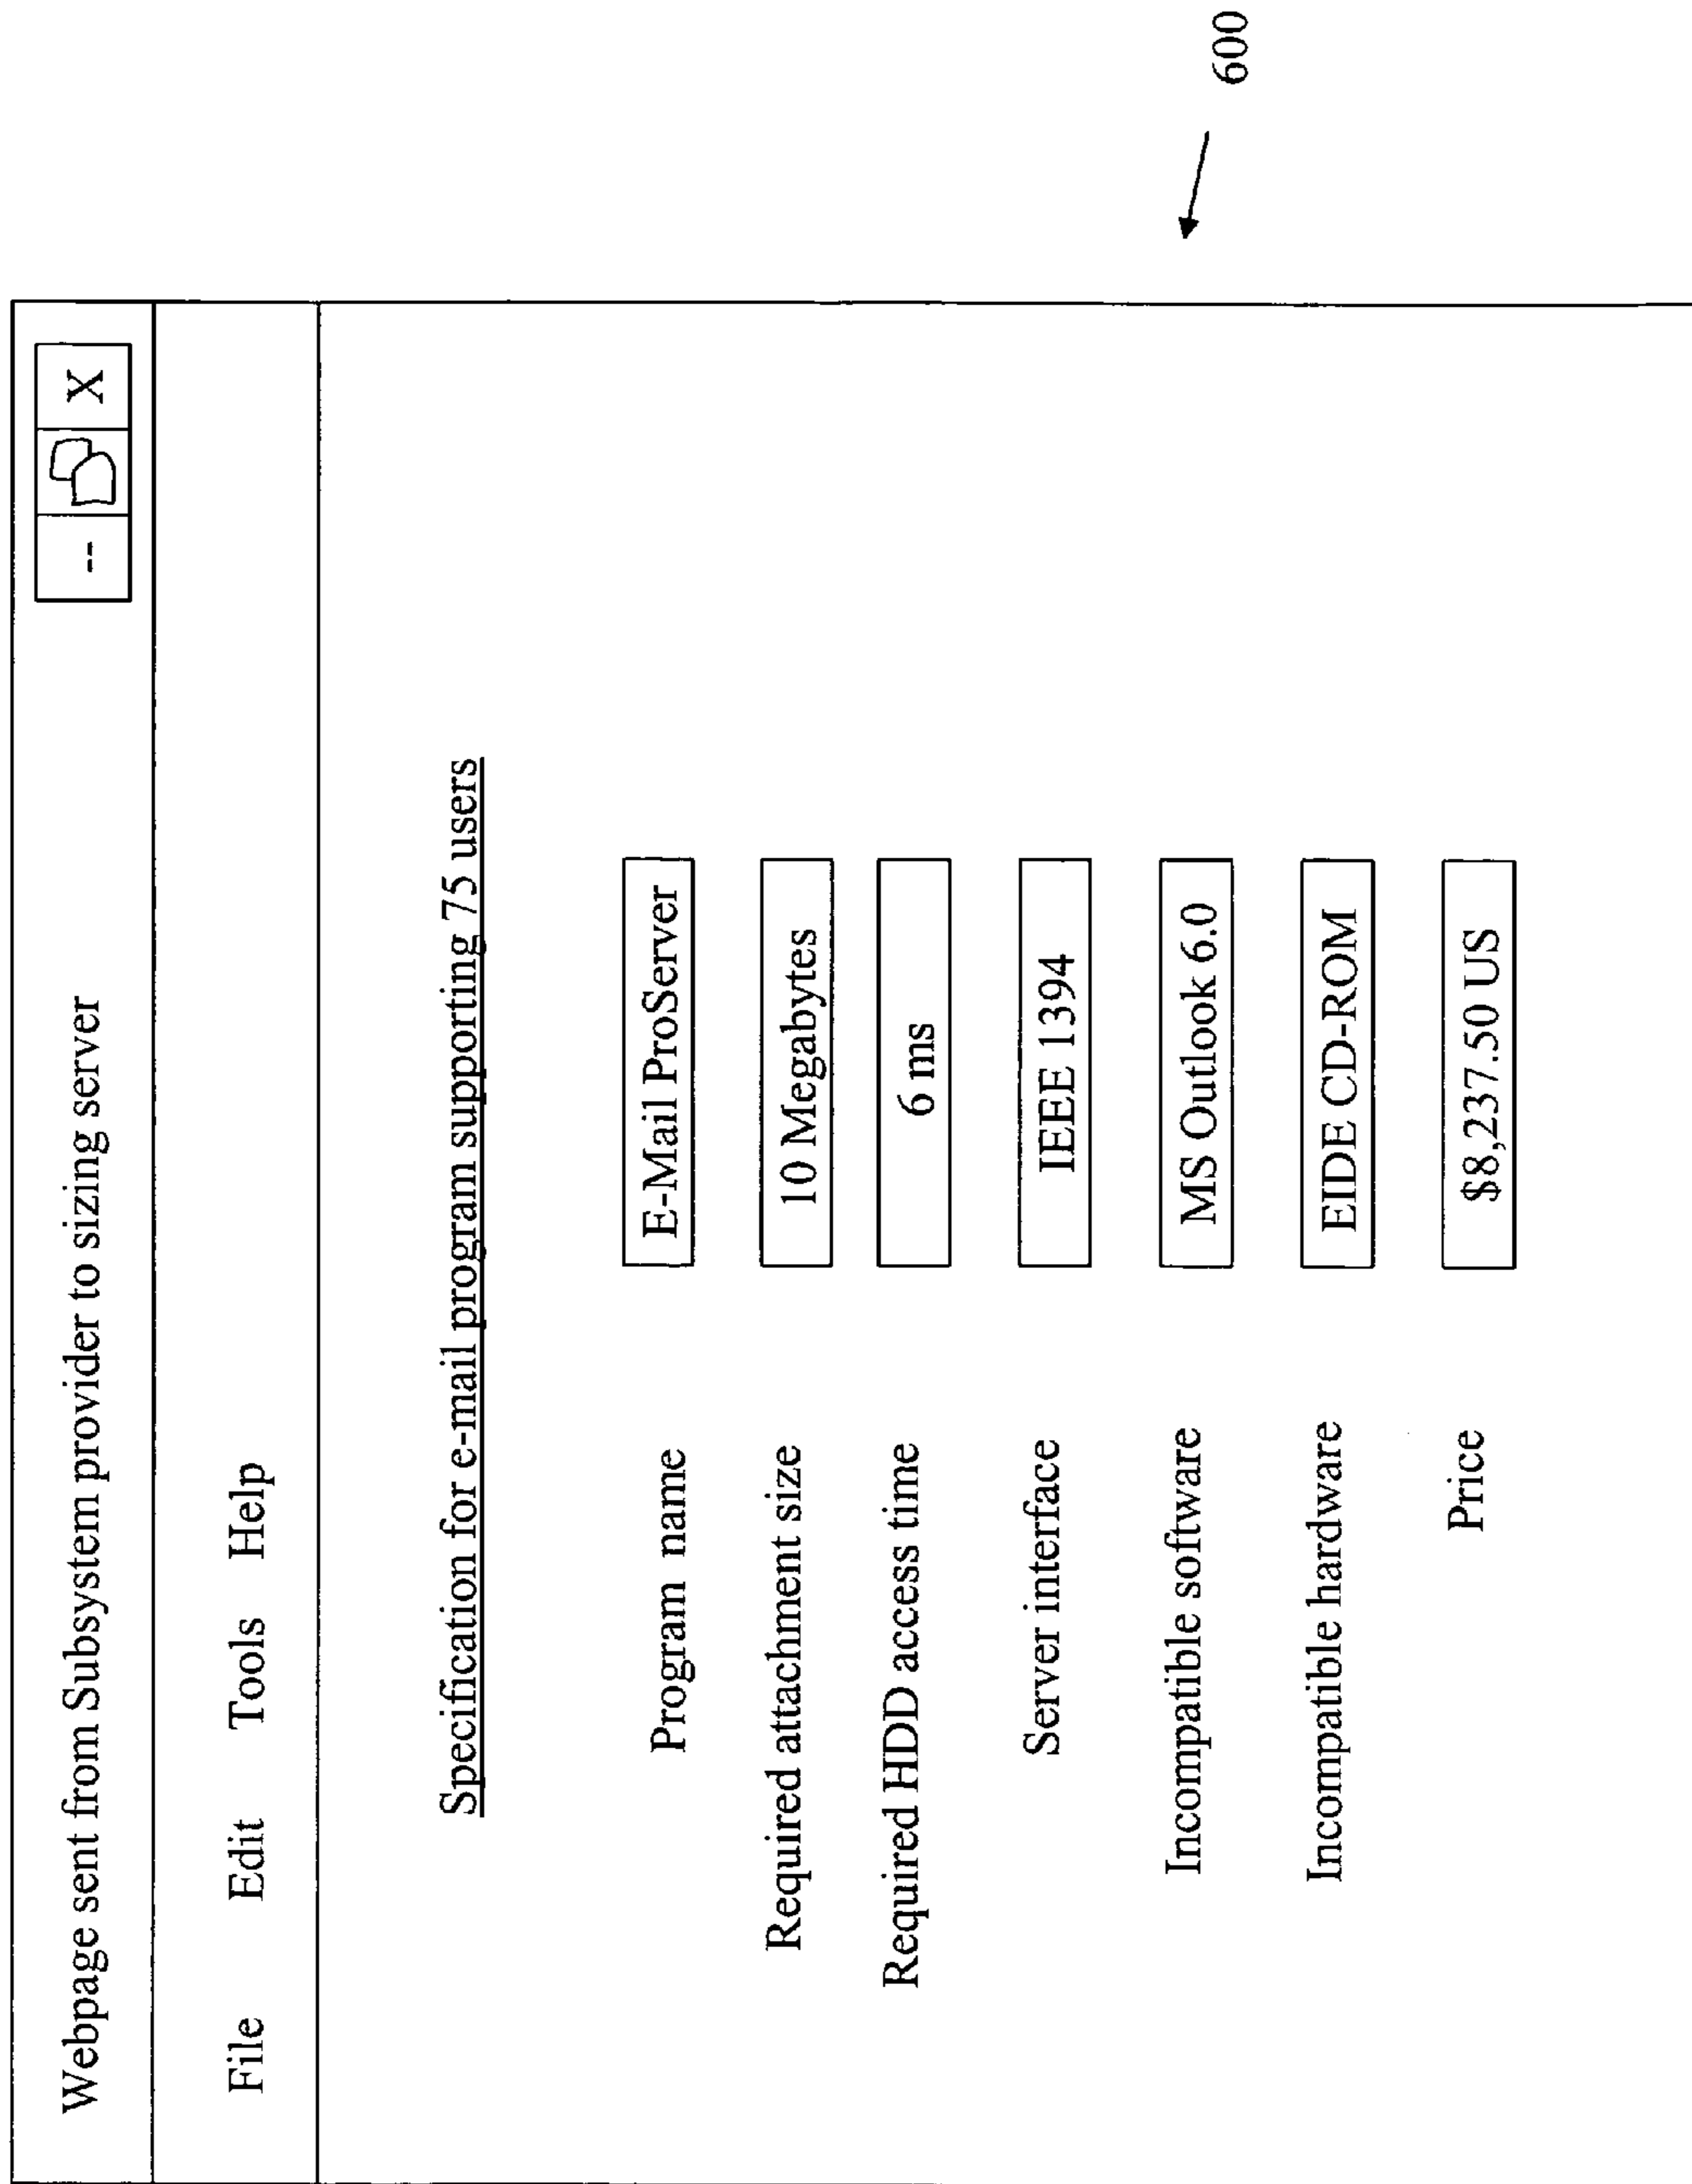 Webpage sent from Subsystem provider to sizing server
-- X
File Edit Tools Help
Specification for e-mail program supporting 75 users
Program name E-Mail ProServer
Required attachment size 10 Megabytes
Required HDD access time 6 ms
Server interface IEEE 1394
Incompatible software MS Outlook 6.0
Incompatible hardware EIDE CD-ROM
Price $8,237.50 US
600